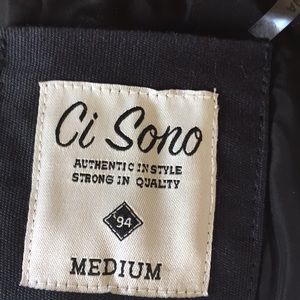 Ci Sono
AUTHENTIC IN STYLE
STRONG IN QUALITY
'94
MEDIUM